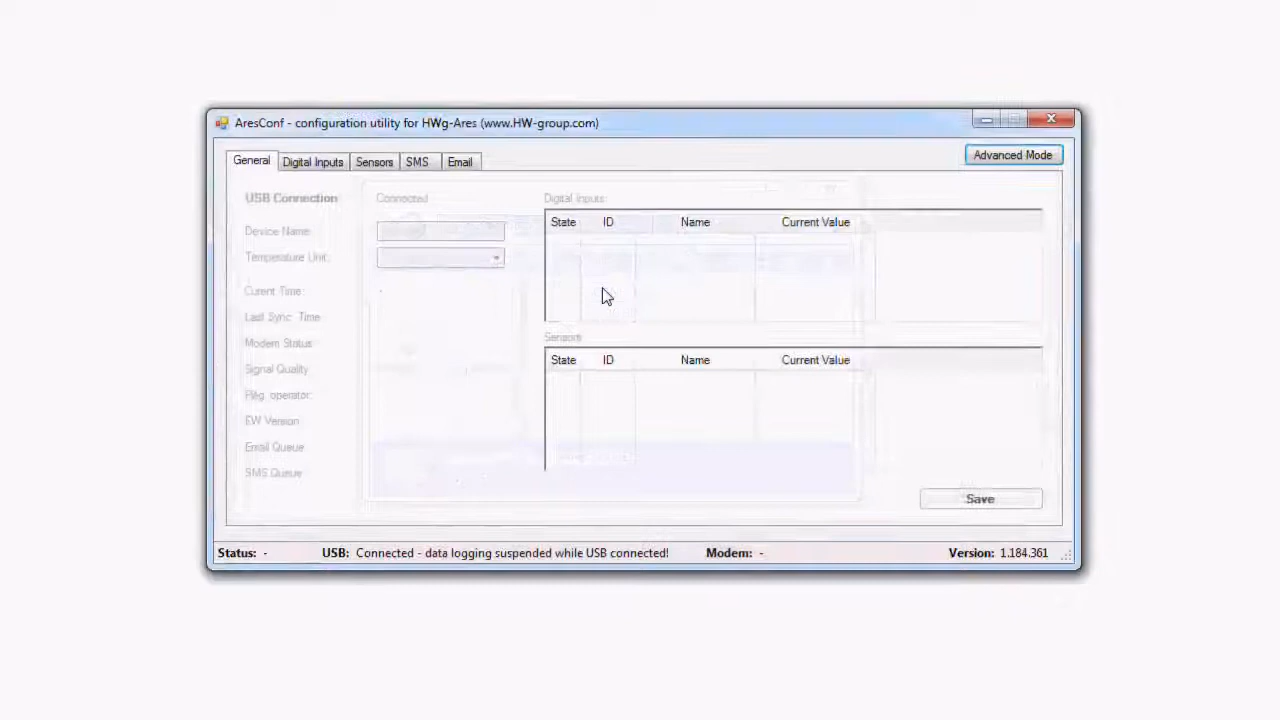 AresConf - configuration utility for HWg-Ares (www.HW-group.com)
General Digital Inputs Sensors SMS Email Advanced Mode
USB Connection Connected
Device Name:
Temperature Unit:
Curent Time:
Last Sync. Time
Modem Status:
Signal Quality
Reg. operator:
FW Version
Email Queue
SMS Queue
Digital Inputs:
State ID Name Current Value
Sensors
State ID Name Current Value
Save
Status: - USB: Connected - data logging suspended while USB connected! Modem: - Version: 1.184.361